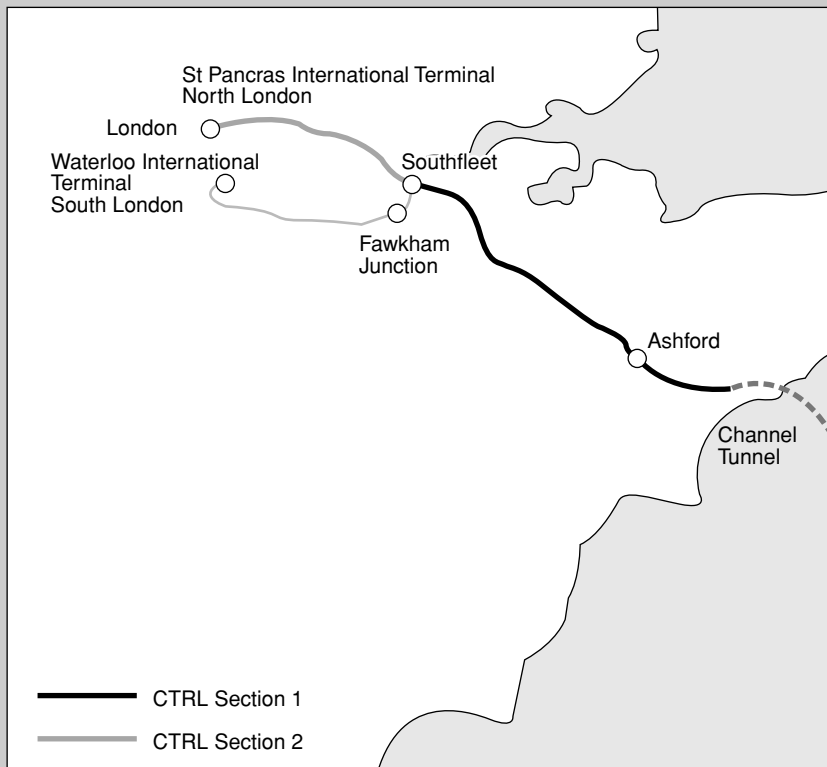 St Pancras International Terminal
North London
London
Waterloo International
Terminal
South London
Southfleet
Fawkham
Junction
Ashford
Channel
Tunnel
CTRL Section 1
CTRL Section 2